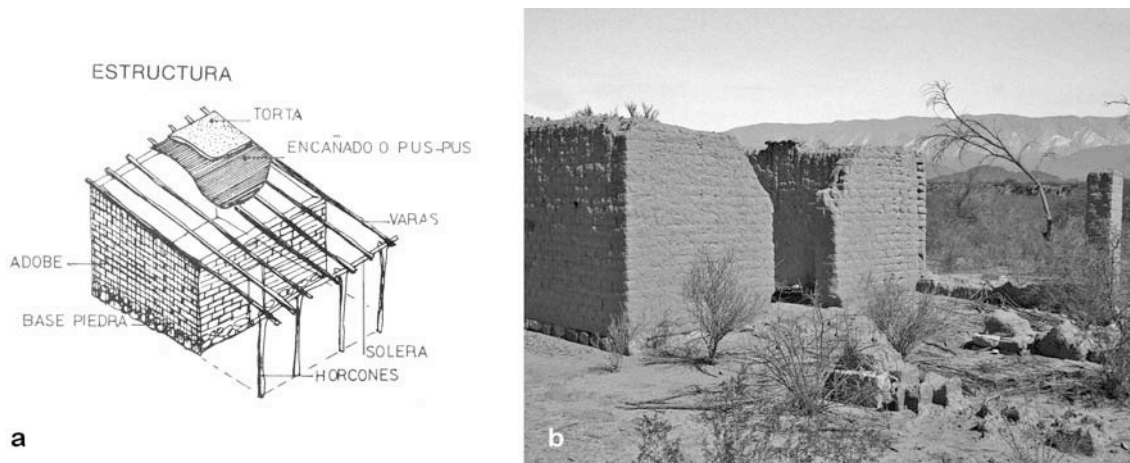 ESTRUCTURA
TORTA
ENCAÑADO O PUS-PUS
VARAS
ADOBE
BASE PIEDRA
SOLERA
HORCONES
a
b